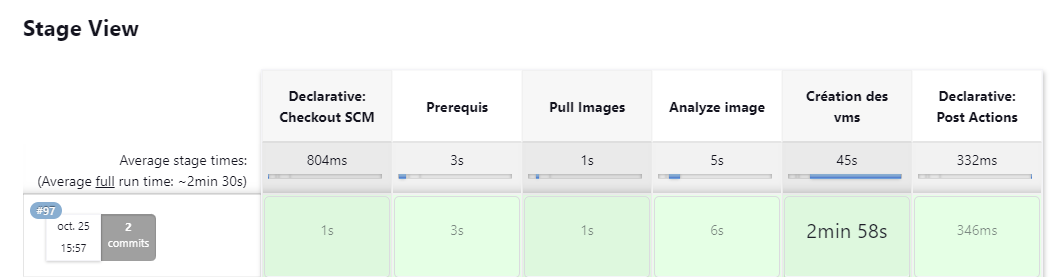 Stage View
Declarative: Checkout SCM
Prerequis
Pull Images
Analyze image
Création des vms
Declarative: Post Actions
Average stage times:
(Average full run time: ~2min 30s)
804ms
3s
1s
5s
45s
332ms
#97
oct. 25
15:57
2
commits
1s
3s
1s
6s
2min 58s
346ms